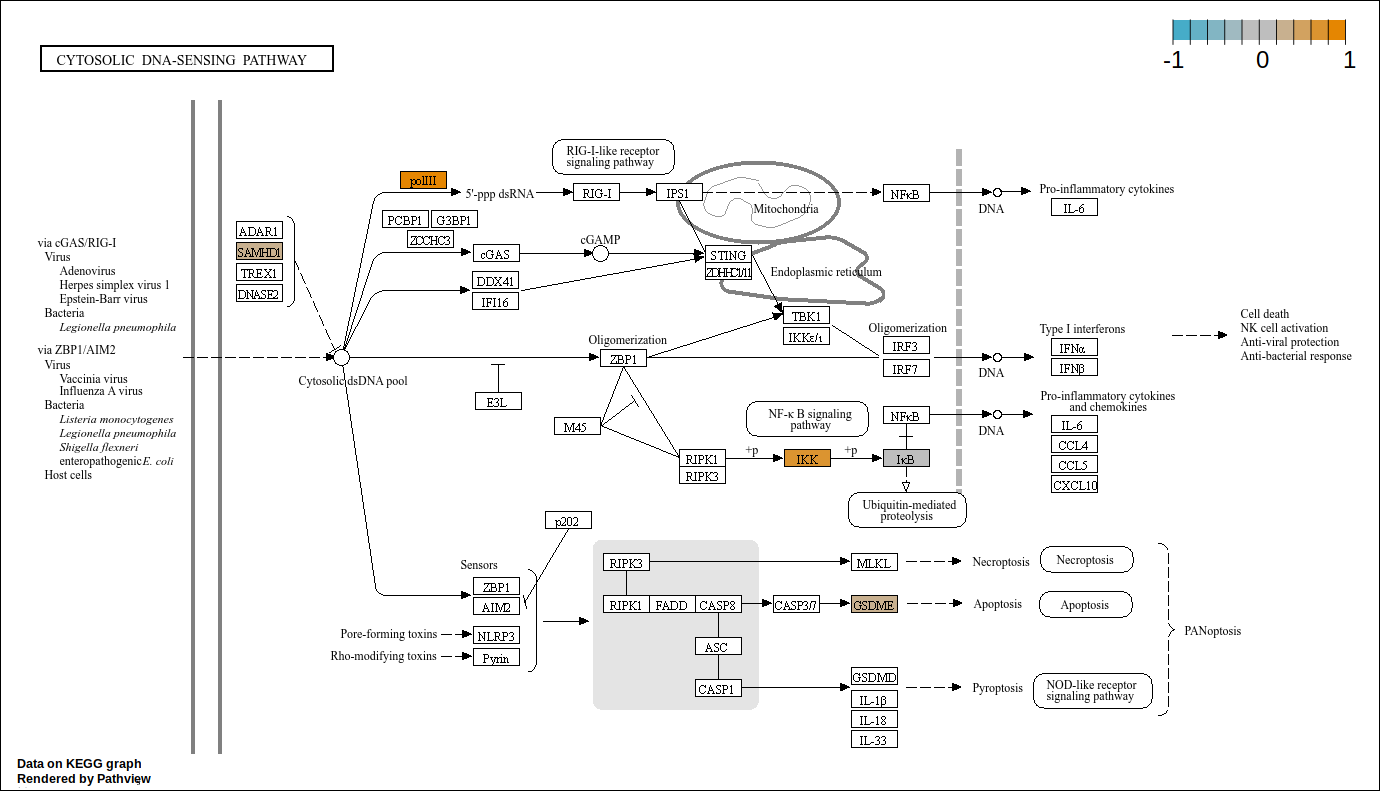 CYTOSOLIC DNA-SENSING PATHWAY
-1 0 1
RIG-I-like receptor
signaling pathway
polIII
5'-ppp dsRNA
RIG-I
IPS1
Mitochondria
NFκB
DNA
Pro-inflammatory cytokines
IL-6
PCBP1
G3BP1
ZCCHC3
cGAS
cGAMP
STING
ZDHHC1/11
Endoplasmic reticulum
DDX41
IFI16
ADAR1
SAMHD1
TREX1
DNASE2
via cGAS/RIG-I
Virus
Adenovirus
Herpes simplex virus 1
Epstein-Barr virus
Bacteria
Legionella pneumophila
via ZBP1/AIM2
Virus
Vaccinia virus
Influenza A virus
Bacteria
Listeria monocytogenes
Legionella pneumophila
Shigella flexneri
enteropathogenic E. coli
Host cells
Cytosolic dsDNA pool
TBK1
IKKε/ι
Oligomerization
IRF3
IRF7
DNA
Type I interferons
IFNα
IFNβ
Cell death
NK cell activation
Anti-viral protection
Anti-bacterial response
Oligomerization
ZBP1
E3L
M45
RIPK1
RIPK3
+p
IKK
+p
IκB
NF-κ B signaling
pathway
NFκB
DNA
Pro-inflammatory cytokines
and chemokines
IL-6
CCL4
CCL5
CXCL10
Ubiquitin-mediated
proteolysis
p202
Sensors
ZBP1
AIM2
Pore-forming toxins
NLRP3
Rho-modifying toxins
Pyrin
RIPK3
RIPK1
FADD
CASP8
ASC
CASP1
MLKL
Necroptosis
Necroptosis
CASP3/7
GSDME
Apoptosis
Apoptosis
GSDMD
IL-1β
IL-18
IL-33
Pyroptosis
NOD-like receptor
signaling pathway
PANoptosis
Data on KEGG graph
Rendered by Pathview